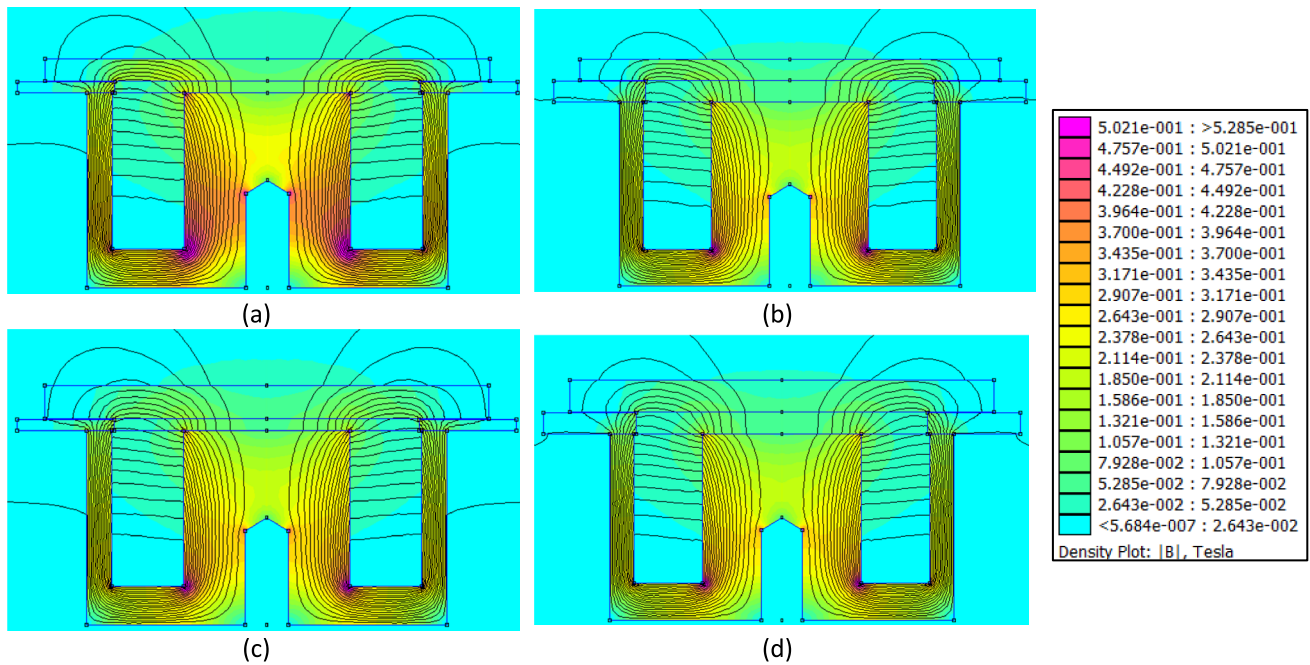 (a)
(b)
(c)
(d)
5.021e-001 : >5.285e-001
4.757e-001 : 5.021e-001
4.492e-001 : 4.757e-001
4.228e-001 : 4.492e-001
3.964e-001 : 4.228e-001
3.700e-001 : 3.964e-001
3.435e-001 : 3.700e-001
3.171e-001 : 3.435e-001
2.907e-001 : 3.171e-001
2.643e-001 : 2.907e-001
2.378e-001 : 2.643e-001
2.114e-001 : 2.378e-001
1.850e-001 : 2.114e-001
1.586e-001 : 1.850e-001
1.321e-001 : 1.586e-001
1.057e-001 : 1.321e-001
7.928e-002 : 1.057e-001
5.285e-002 : 7.928e-002
2.643e-002 : 5.285e-002
<5.684e-007 : 2.643e-002
Density Plot: |B|, Tesla